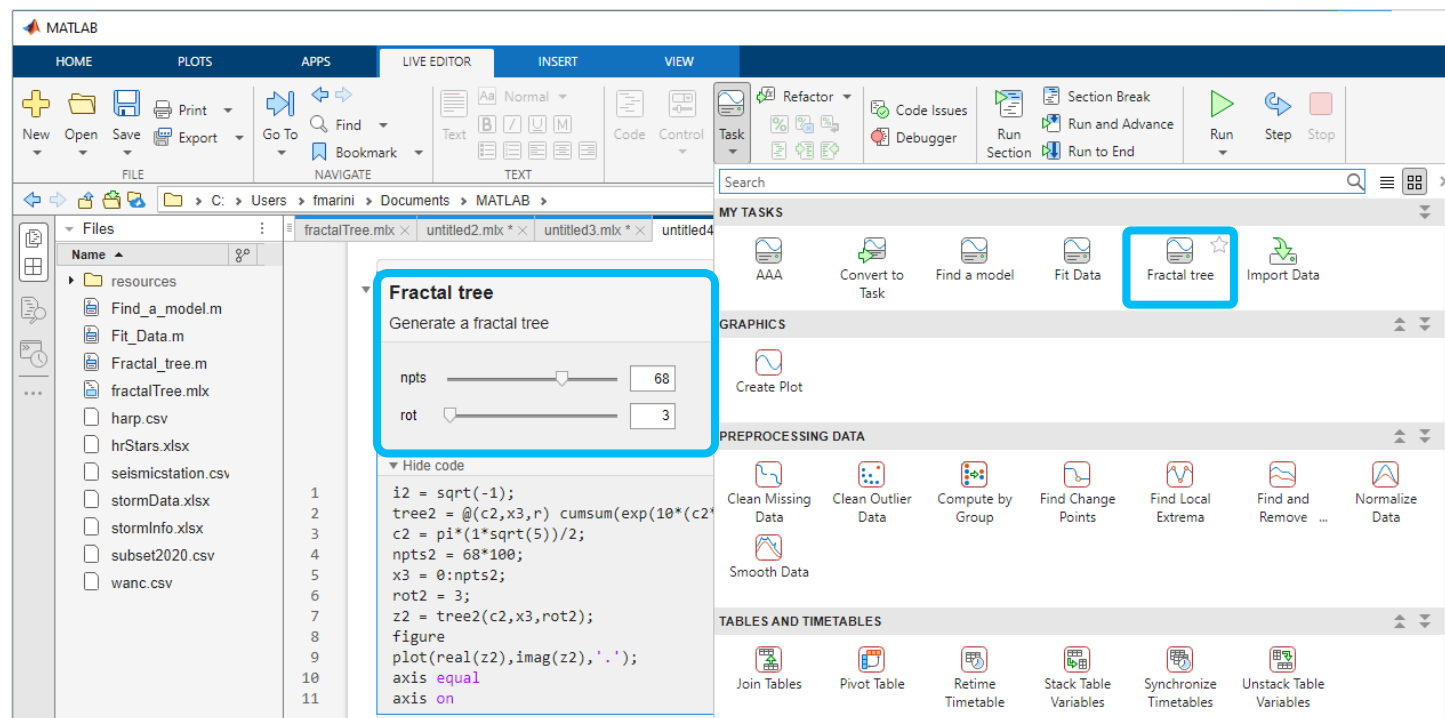 MATLAB
HOME PLOTS APPS LIVE EDITOR INSERT VIEW
New Open Save Print Export
FILE
Go To Find Bookmark
NAVIGATE
Text Aa Normal
B I U M
TEXT
Code Control Task
Refactor
Code Issues
Debugger
Run Section
Section Break
Run and Advance
Run to End
Run Step Stop
C: Users fmarini Documents MATLAB
Search
Files
Name
resources
Find_a_model.m
Fit_Data.m
Fractal_tree.m
fractalTree.mlx
harp.csv
hrStars.xlsx
seismicstation.csv
stormData.xlsx
stormInfo.xlsx
subset2020.csv
wanc.csv
fractalTree.mlx untitled2.mlx * untitled3.mlx * untitled4
Fractal tree
Generate a fractal tree
npts 68
rot 3
Hide code
1 i2 = sqrt(-1);
2 tree2 = @(c2,x3,r) cumsum(exp(10*(c2*
3 c2 = pi*(1*sqrt(5))/2;
4 npts2 = 68*100;
5 x3 = 0:npts2;
6 rot2 = 3;
7 z2 = tree2(c2,x3,rot2);
8 figure
9 plot(real(z2),imag(z2),'.');
10 axis equal
11 axis on
MY TASKS
AAA
Convert to
Task
Find a model
Fit Data
Fractal tree
Import Data
GRAPHICS
Create Plot
PREPROCESSING DATA
Clean Missing
Data
Clean Outlier
Data
Compute by
Group
Find Change
Points
Find Local
Extrema
Find and
Remove ...
Normalize
Data
Smooth Data
TABLES AND TIMETABLES
Join Tables
Pivot Table
Retime
Timetable
Stack Table
Variables
Synchronize
Timetables
Unstack Table
Variables